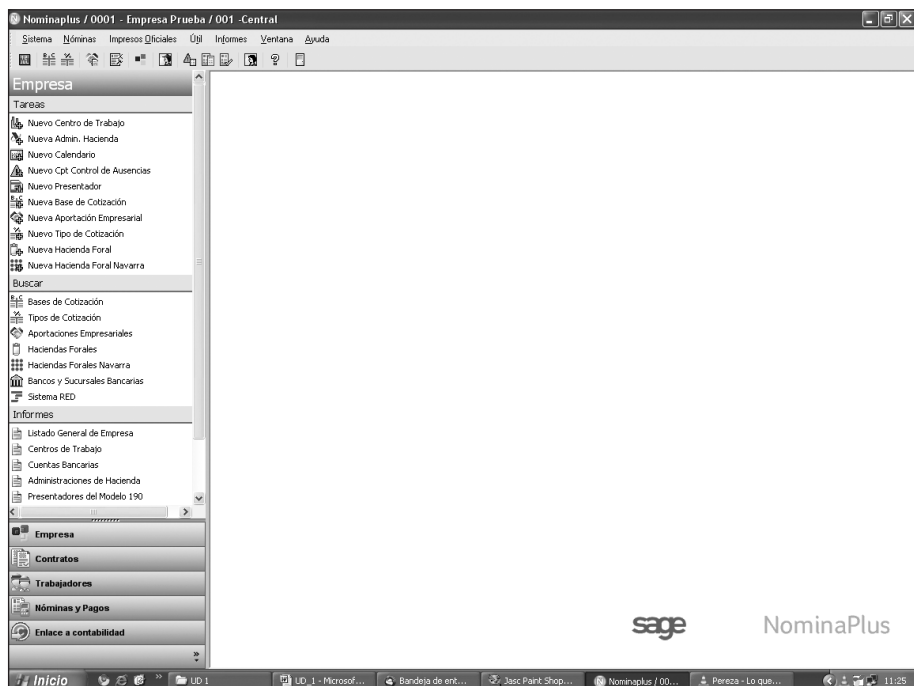 Nominaplus / 0001 - Empresa Prueba / 001 -Central
Sistema Nóminas Impresos Oficiales Útil Informes Ventana Ayuda
Empresa
Tareas
Nuevo Centro de Trabajo
Nueva Admin. Hacienda
Nuevo Calendario
Nuevo Cpt Control de Ausencias
Nuevo Presentador
Nueva Base de Cotización
Nueva Aportación Empresarial
Nuevo Tipo de Cotización
Nueva Hacienda Foral
Nueva Hacienda Foral Navarra
Buscar
Bases de Cotización
Tipos de Cotización
Aportaciones Empresariales
Haciendas Forales
Haciendas Forales Navarra
Bancos y Sucursales Bancarias
Sistema RED
Informes
Listado General de Empresa
Centros de Trabajo
Cuentas Bancarias
Administraciones de Hacienda
Presentadores del Modelo 190
Empresa
Contratos
Trabajadores
Nóminas y Pagos
Enlace a contabilidad
sage NominaPlus
Inicio UD 1 UD_1 - Microsof... Bandeja de ent... Jasc Paint Shop... Nominaplus / 00... Pereza - Lo que... 11:25